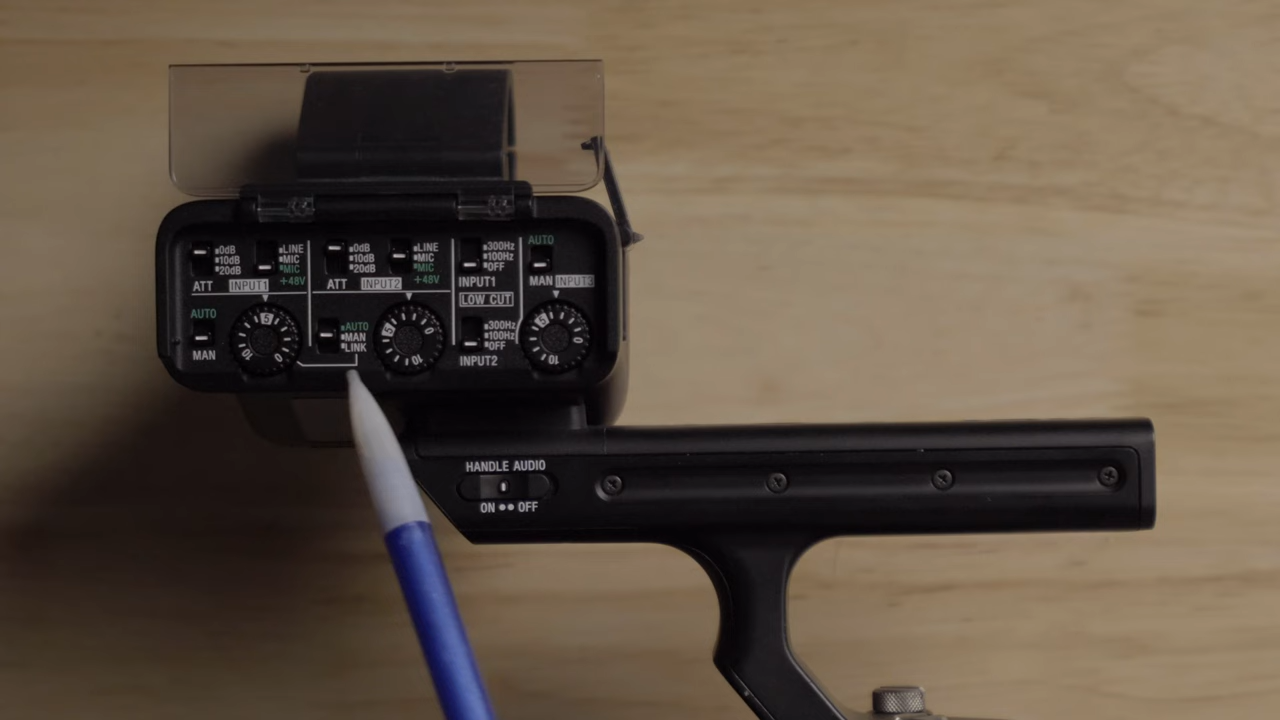 0dB
10dB
20dB
ATT
LINE
MIC
MIC
+48V
INPUT1
0dB
10dB
20dB
ATT
LINE
MIC
MIC
+48V
INPUT2
300Hz
100Hz
OFF
INPUT1
LOW CUT
AUTO
MAN
INPUT3
AUTO
MAN
5
10
0
AUTO
MAN
LINK
5
10
0
300Hz
100Hz
OFF
INPUT2
5
10
0
HANDLE AUDIO
ON OFF